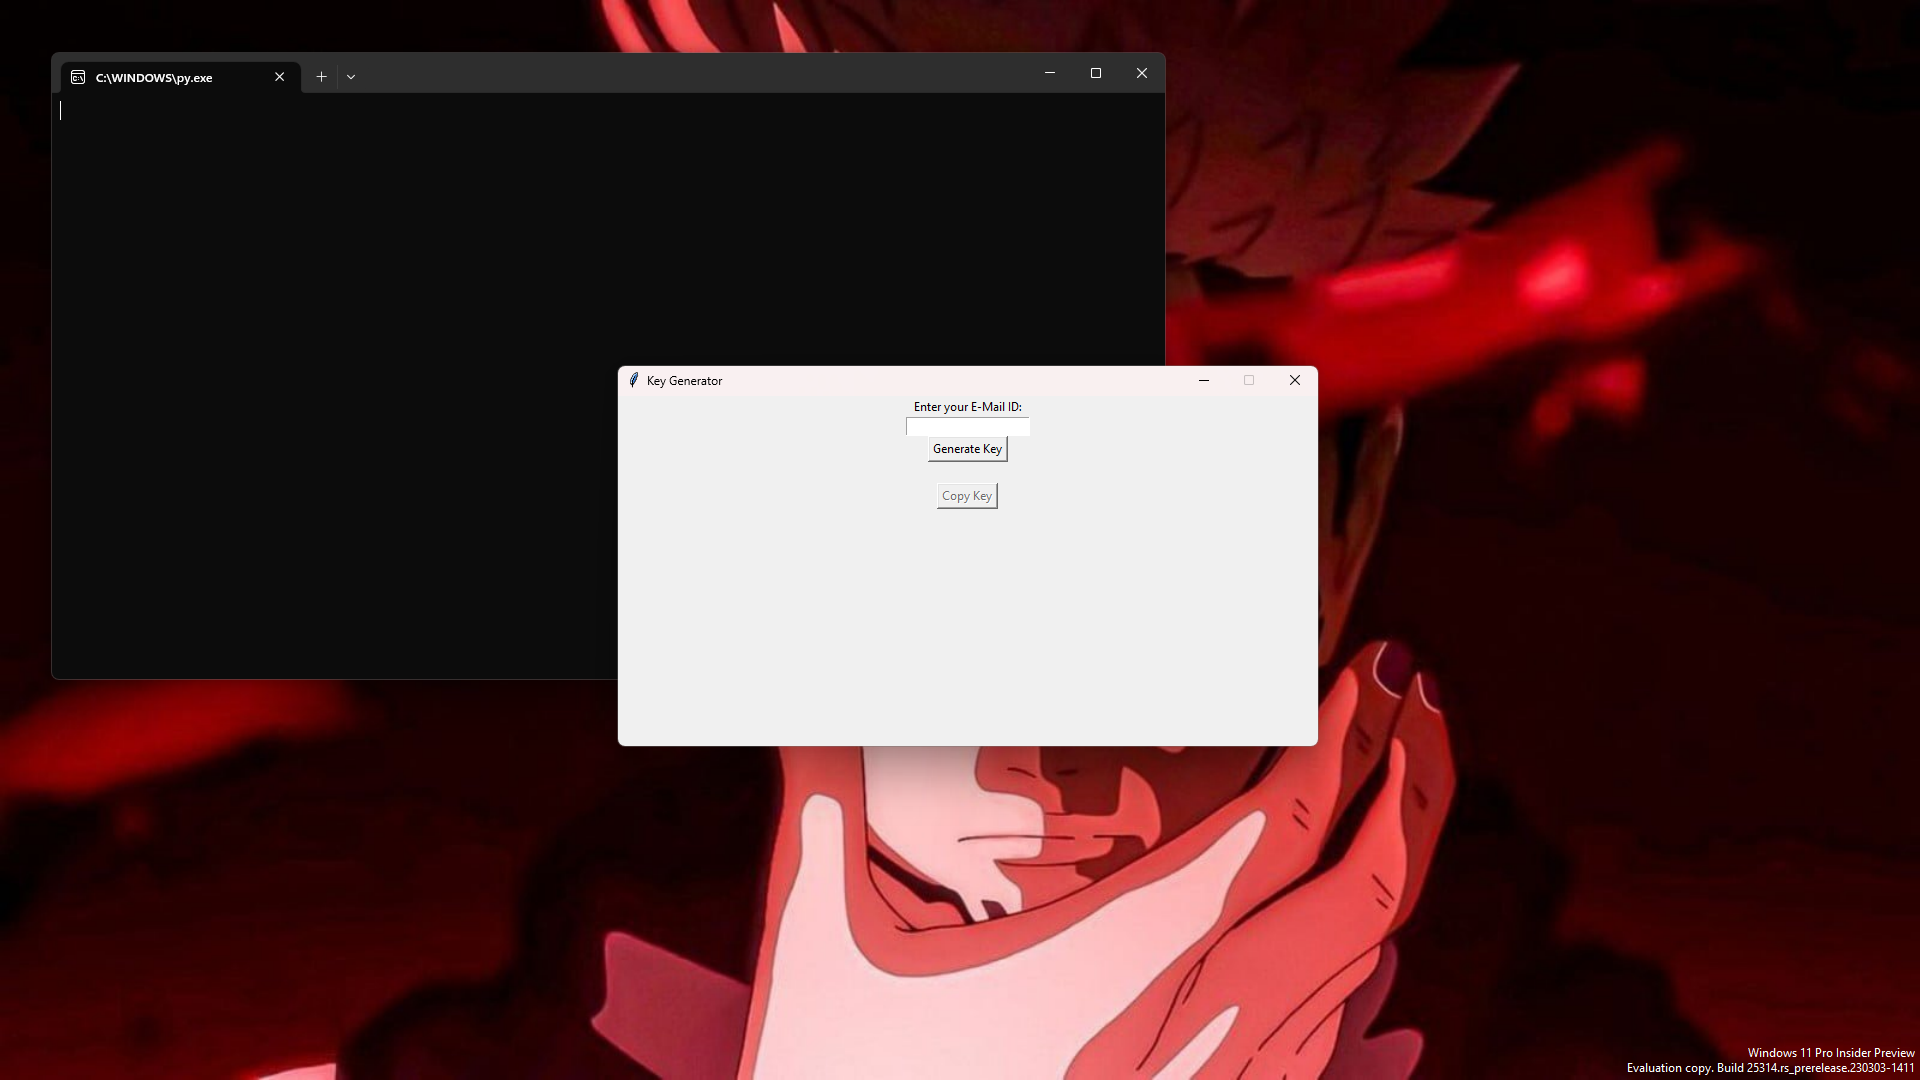 C:\WINDOWS\py.exe
Key Generator
Enter your E-Mail ID:
Generate Key
Copy Key
Windows 11 Pro Insider Preview
Evaluation copy. Build 25314.rs_prerelease.230303-1411